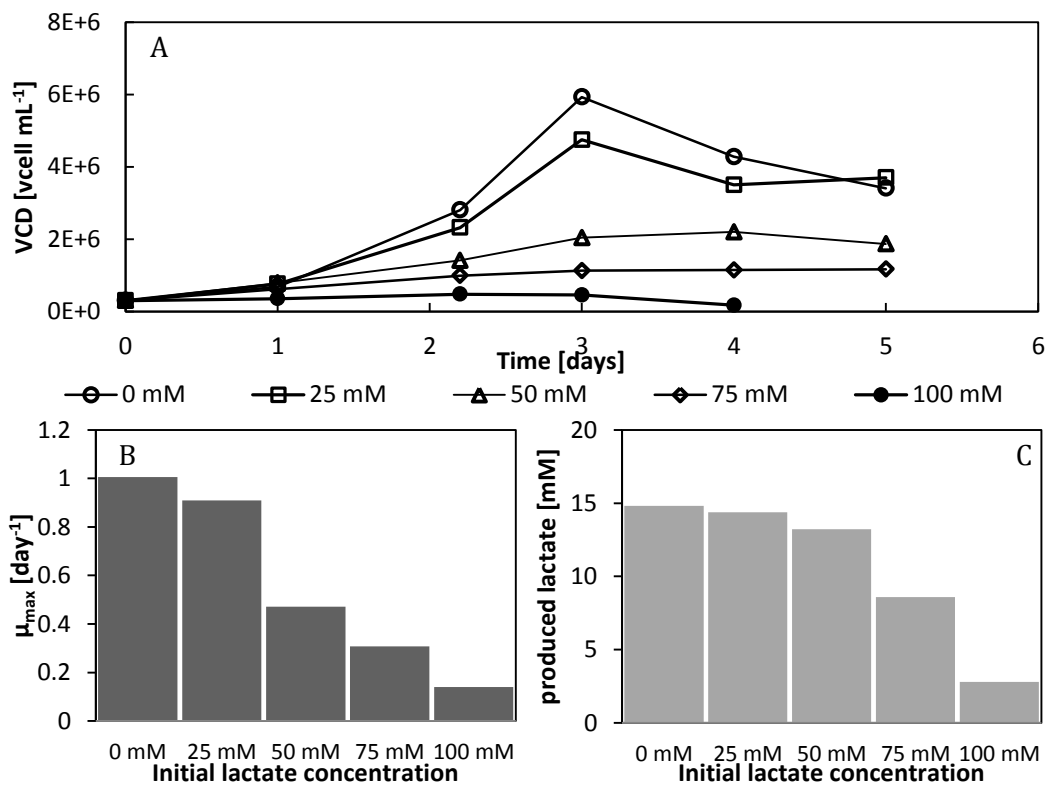 A
8E+6
6E+6
4E+6
2E+6
0E+0
VCD [vcell mL-1]
0 1 2 3 4 5 6
Time [days]
0 mM 25 mM 50 mM 75 mM 100 mM
B
1.2
1
0.8
0.6
0.4
0.2
0
µmax [day-1]
0 mM 25 mM 50 mM 75 mM 100 mM
Initial lactate concentration
C
20
15
10
5
0
produced lactate [mM]
0 mM 25 mM 50 mM 75 mM 100 mM
Initial lactate concentration